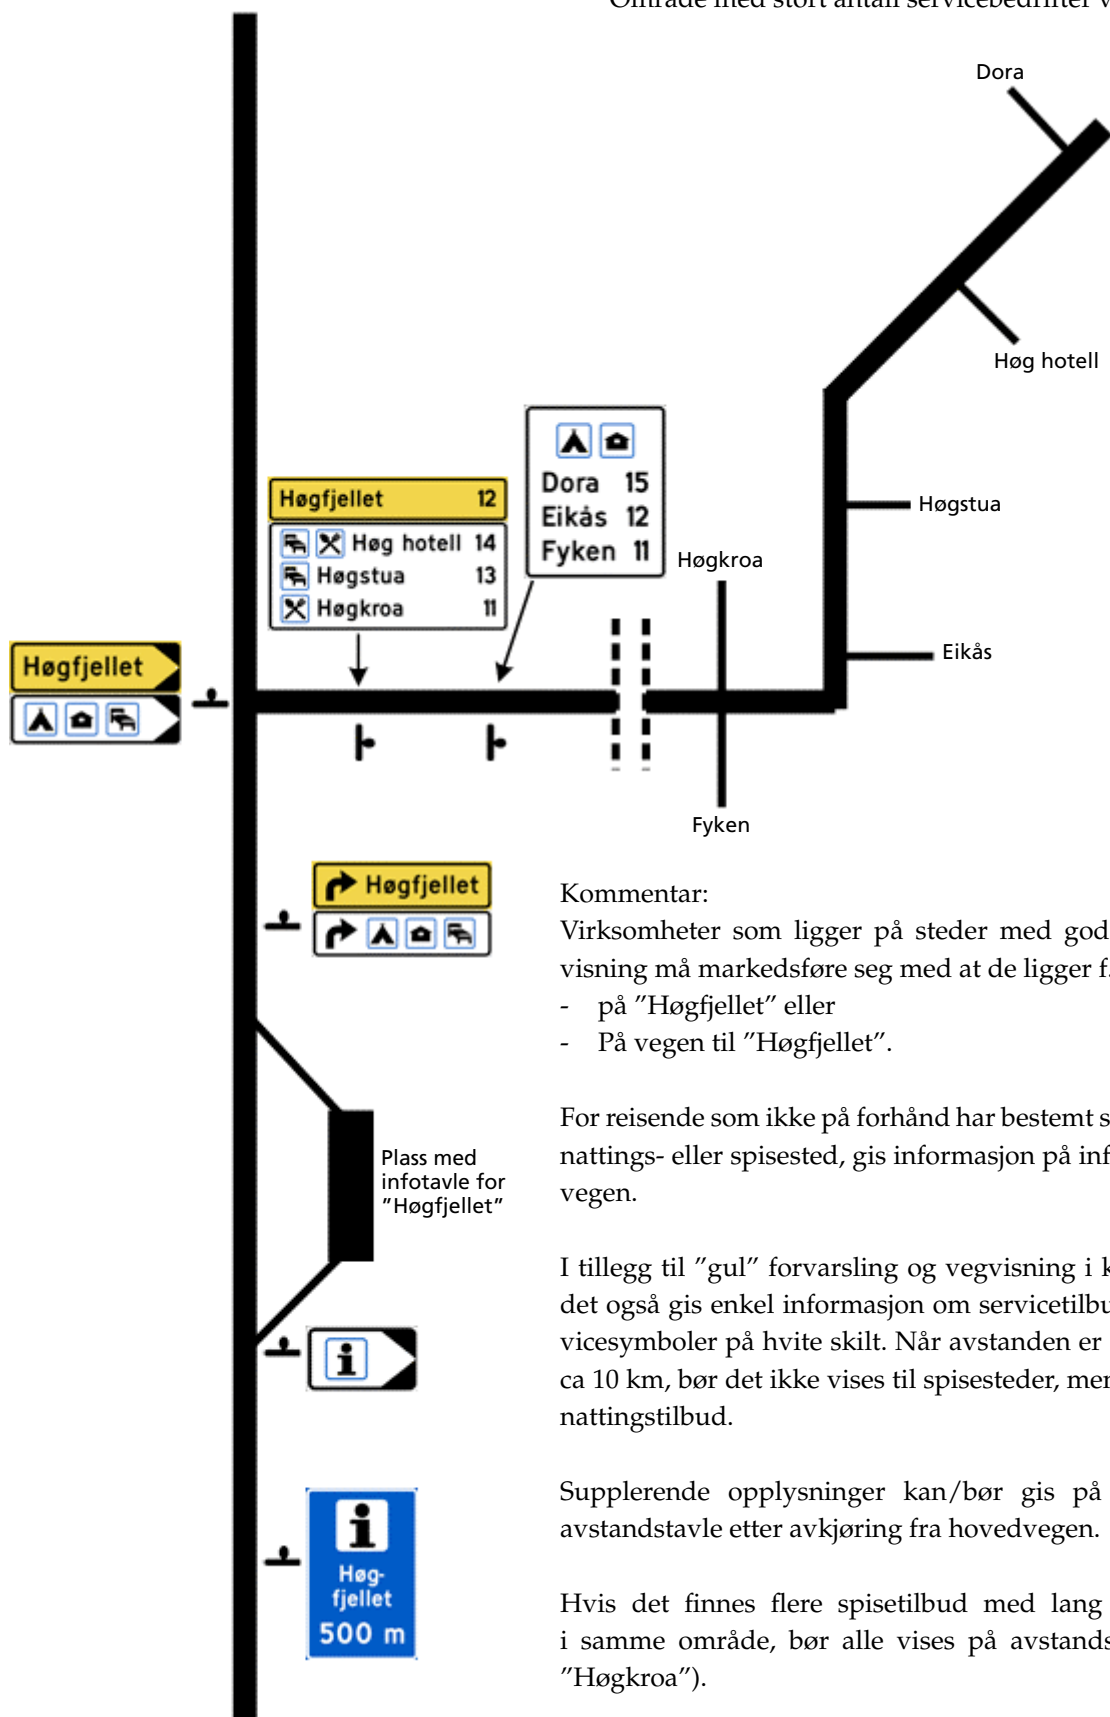 Område med stort antall servicebedrifter v
Dora
Høg hotell
Høgstua
Eikås
Høgkroa
Fyken
Høgfjellet 12
Høg hotell 14
Høgstua 13
Høgkroa 11
Dora 15
Eikås 12
Fyken 11
Høgfjellet
Høgfjellet
Plass med
infotavle for
”Høgfjellet”
i
i
Høg-
fjellet
500 m
Kommentar:
Virksomheter som ligger på steder med god
visning må markedsføre seg med at de ligger f.
- på ”Høgfjellet” eller
- På vegen til ”Høgfjellet”.
For reisende som ikke på forhånd har bestemt s
nattings- eller spisested, gis informasjon på inf
vegen.
I tillegg til ”gul” forvarsling og vegvisning i k
det også gis enkel informasjon om servicetilbu
vicesymboler på hvite skilt. Når avstanden er
ca 10 km, bør det ikke vises til spisesteder, mer
nattingstilbud.
Supplerende opplysninger kan/bør gis på
avstandstavle etter avkjøring fra hovedvegen.
Hvis det finnes flere spisetilbud med lang
i samme område, bør alle vises på avstands
”Høgkroa”).